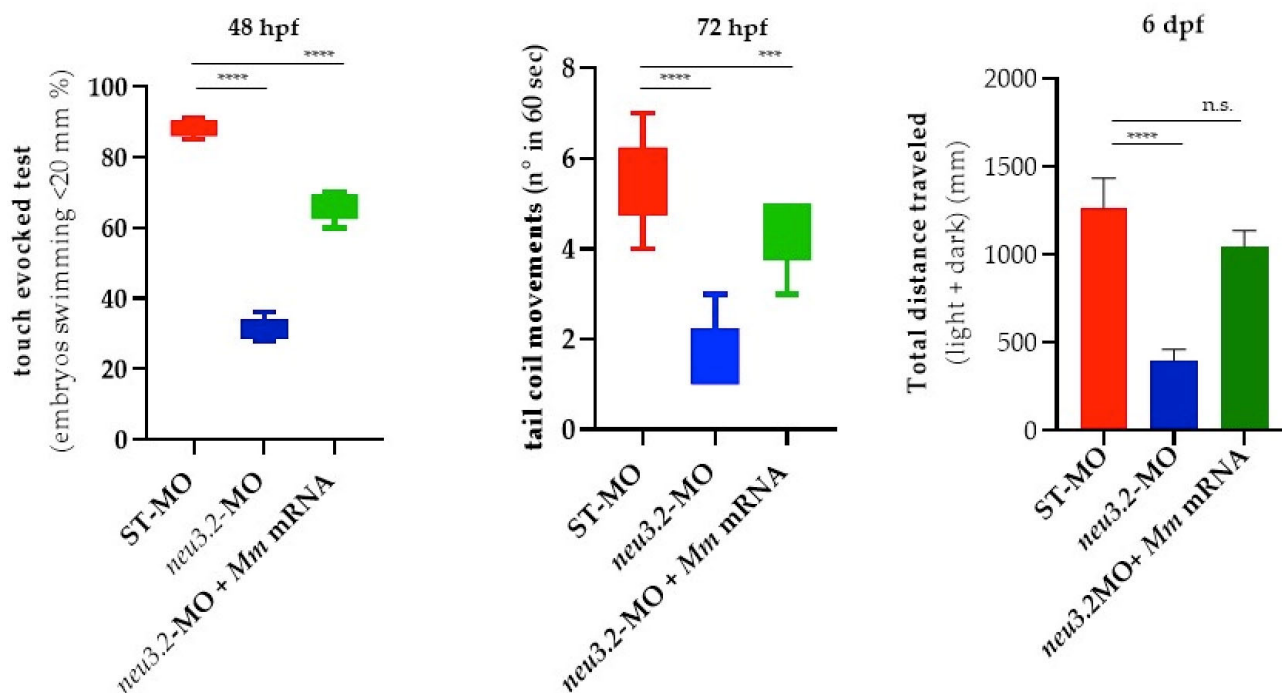 48 hpf
****
****
100
80
60
40
20
0
touch evocked test
(embryos swimming <20 mm %)
ST-MO
neu3.2-MO
neu3.2-MO + Mm mRNA
72 hpf
***
****
8
6
4
2
0
tail coil movements (n° in 60 sec)
ST-MO
neu3.2-MO
neu3.2-MO + Mm mRNA
6 dpf
n.s.
****
2000
1500
1000
500
0
Total distance traveled
(light + dark) (mm)
ST-MO
neu3.2-MO
neu3.2MO+ Mm mRNA